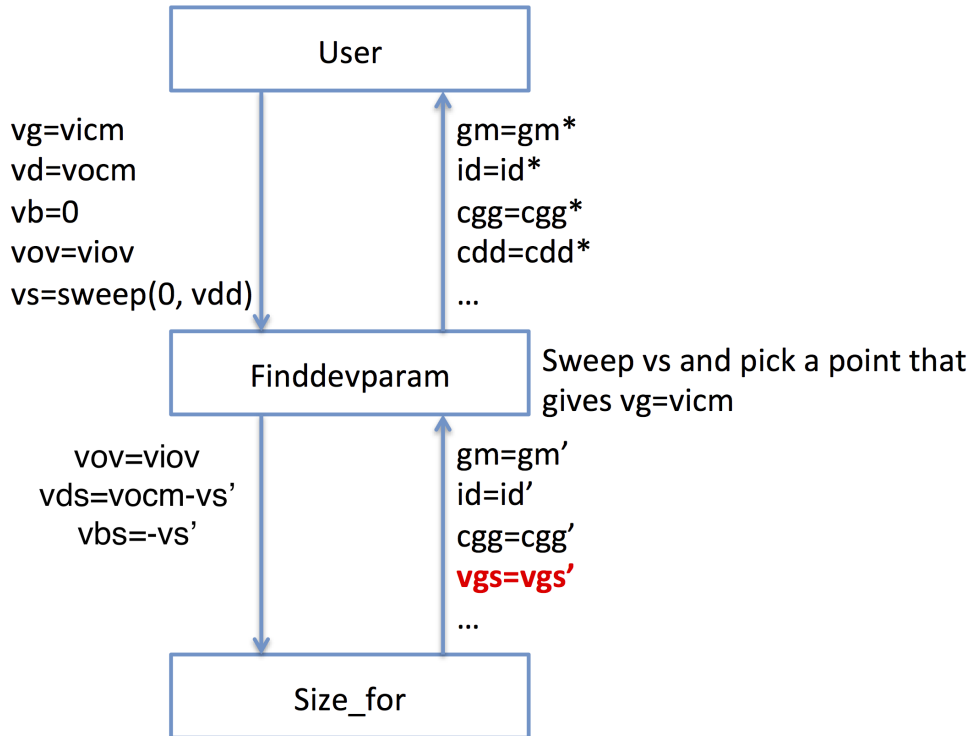 User
vg=vicm
vd=vocm
vb=0
vov=viov
vs=sweep(0, vdd)
gm=gm*
id=id*
cgg=cgg*
cdd=cdd*
...
Finddevparam
Sweep vs and pick a point that
gives vg=vicm
vov=viov
vds=vocm-vs’
vbs=-vs’
gm=gm’
id=id’
cgg=cgg’
vgs=vgs’
...
Size_for